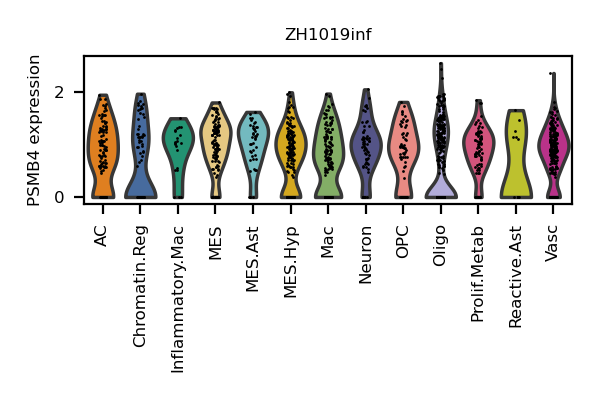 ZH1019inf
PSMB4 expression
2
0
AC
Chromatin.Reg
Inflammatory.Mac
MES
MES.Ast
MES.Hyp
Mac
Neuron
OPC
Oligo
Prolif.Metab
Reactive.Ast
Vasc